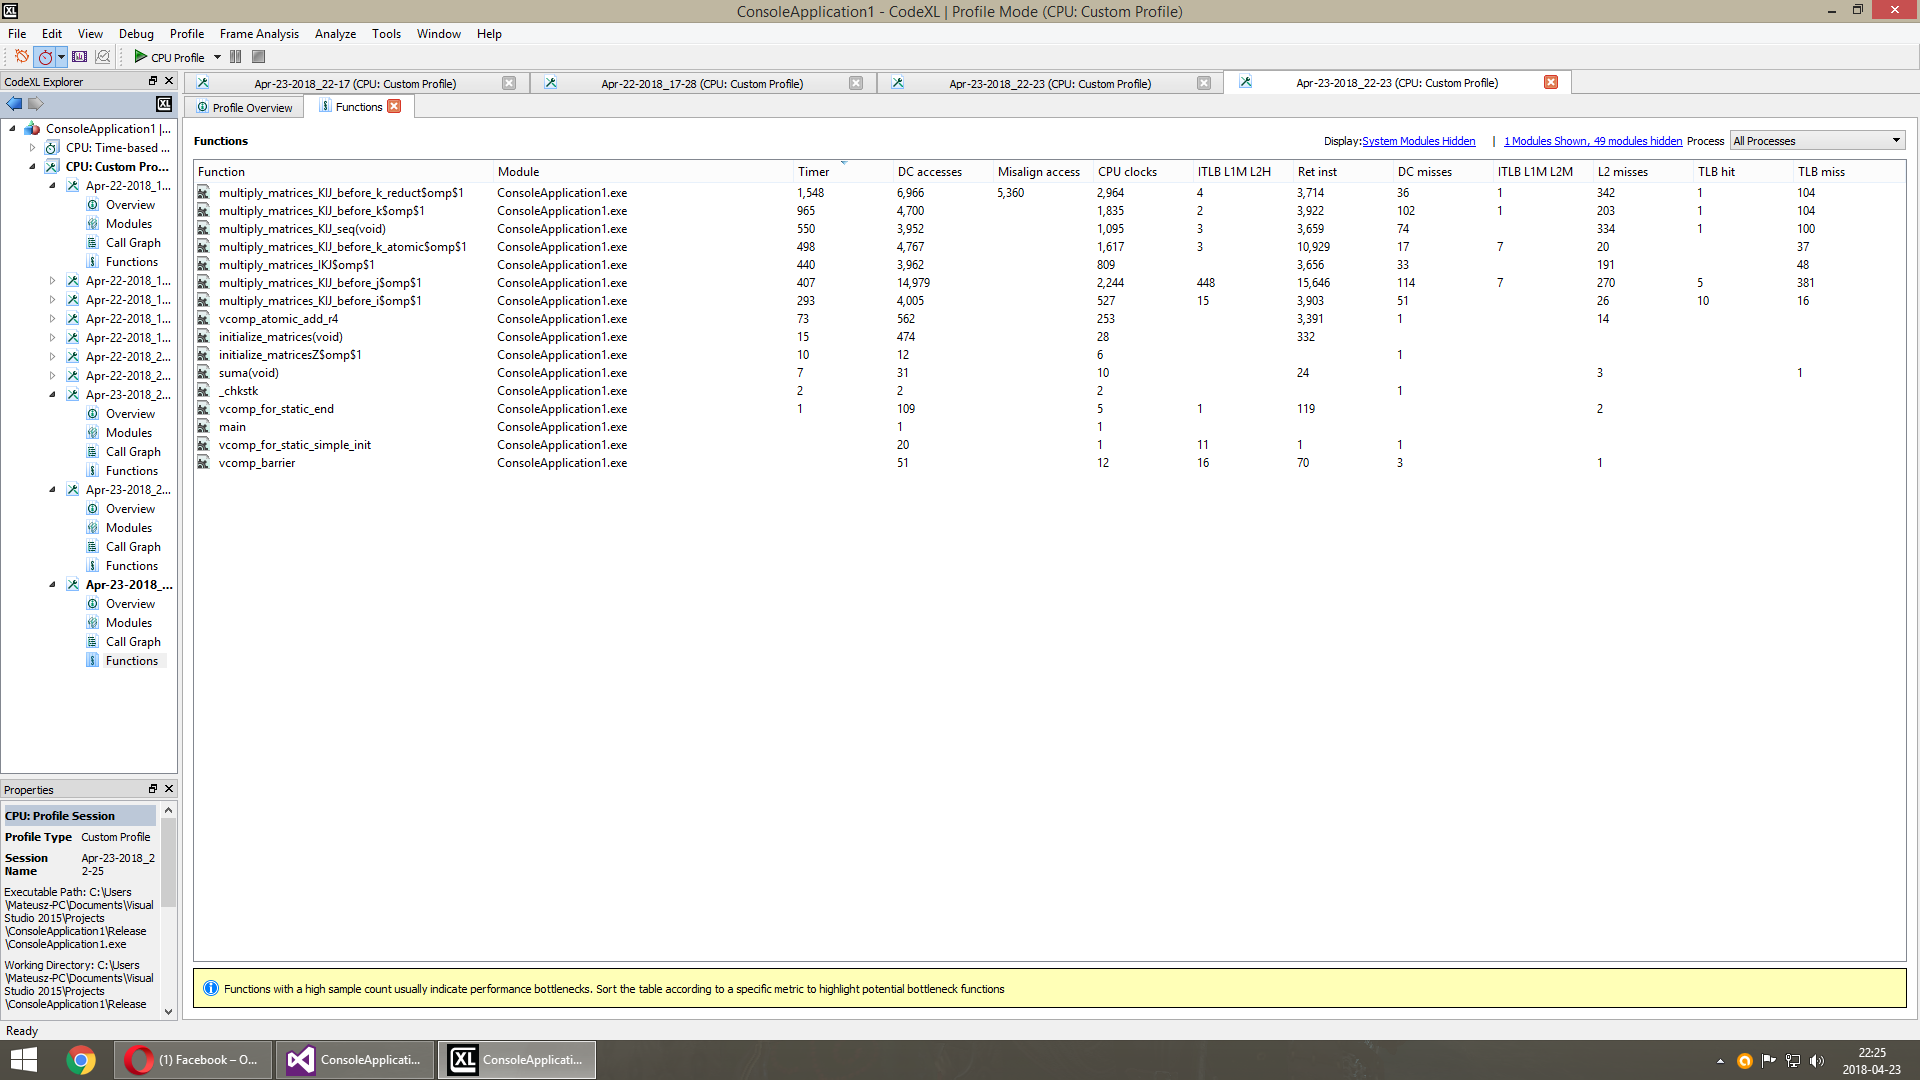 XL
ConsoleApplication1 - CodeXL | Profile Mode (CPU: Custom Profile)
File Edit View Debug Profile Frame Analysis Analyze Tools Window Help
CPU Profile
CodeXL Explorer
Apr-23-2018_22-17 (CPU: Custom Profile)
Apr-22-2018_17-28 (CPU: Custom Profile)
Apr-23-2018_22-23 (CPU: Custom Profile)
Apr-23-2018_22-23 (CPU: Custom Profile)
XL
Profile Overview
Functions
ConsoleApplication1 |...
CPU: Time-based ...
CPU: Custom Pro...
Apr-22-2018_1...
Overview
Modules
Call Graph
Functions
Apr-22-2018_1...
Apr-22-2018_1...
Apr-22-2018_1...
Apr-22-2018_1...
Apr-22-2018_2...
Apr-22-2018_2...
Apr-23-2018_2...
Overview
Modules
Call Graph
Functions
Apr-23-2018_2...
Overview
Modules
Call Graph
Functions
Apr-23-2018_...
Overview
Modules
Call Graph
Functions
Functions
Display:System Modules Hidden | 1 Modules Shown, 49 modules hidden Process All Processes
Function Module Timer DC accesses Misalign access CPU clocks ITLB L1M L2H Ret inst DC misses ITLB L1M L2M L2 misses TLB hit TLB miss
multiply_matrices_KIJ_before_k_reduct$omp$1 ConsoleApplication1.exe 1,548 6,966 5,360 2,964 4 3,714 36 1 342 1 104
multiply_matrices_KIJ_before_k$omp$1 ConsoleApplication1.exe 965 4,700 1,835 2 3,922 102 1 203 1 104
multiply_matrices_KIJ_seq(void) ConsoleApplication1.exe 550 3,952 1,095 3 3,659 74 334 1 100
multiply_matrices_KIJ_before_k_atomic$omp$1 ConsoleApplication1.exe 498 4,767 1,617 3 10,929 17 7 20 37
multiply_matrices_IKJ$omp$1 ConsoleApplication1.exe 440 3,962 809 3,656 33 191 48
multiply_matrices_KIJ_before_j$omp$1 ConsoleApplication1.exe 407 14,979 2,244 448 15,646 114 7 270 5 381
multiply_matrices_KIJ_before_i$omp$1 ConsoleApplication1.exe 293 4,005 527 15 3,903 51 26 10 16
vcomp_atomic_add_r4 ConsoleApplication1.exe 73 562 253 3,391 1 14
initialize_matrices(void) ConsoleApplication1.exe 15 474 28 332
initialize_matricesZ$omp$1 ConsoleApplication1.exe 10 12 6 1
suma(void) ConsoleApplication1.exe 7 31 10 24 3 1
_chkstk ConsoleApplication1.exe 2 2 2 1
vcomp_for_static_end ConsoleApplication1.exe 1 109 5 1 119 2
main ConsoleApplication1.exe 1 1
vcomp_for_static_simple_init ConsoleApplication1.exe 20 1 11 1 1
vcomp_barrier ConsoleApplication1.exe 51 12 16 70 3 1
Properties
CPU: Profile Session
Profile Type Custom Profile
Session Apr-23-2018_2
Name 2-25
Executable Path: C:\Users
\Mateusz-PC\Documents\Visual
Studio 2015\Projects
\ConsoleApplication1\Release
\ConsoleApplication1.exe
Working Directory: C:\Users
\Mateusz-PC\Documents\Visual
Studio 2015\Projects
\ConsoleApplication1\Release
Functions with a high sample count usually indicate performance bottlenecks. Sort the table according to a specific metric to highlight potential bottleneck functions
Ready
(1) Facebook – O...
ConsoleApplicati...
XL ConsoleApplicati...
22:25
2018-04-23